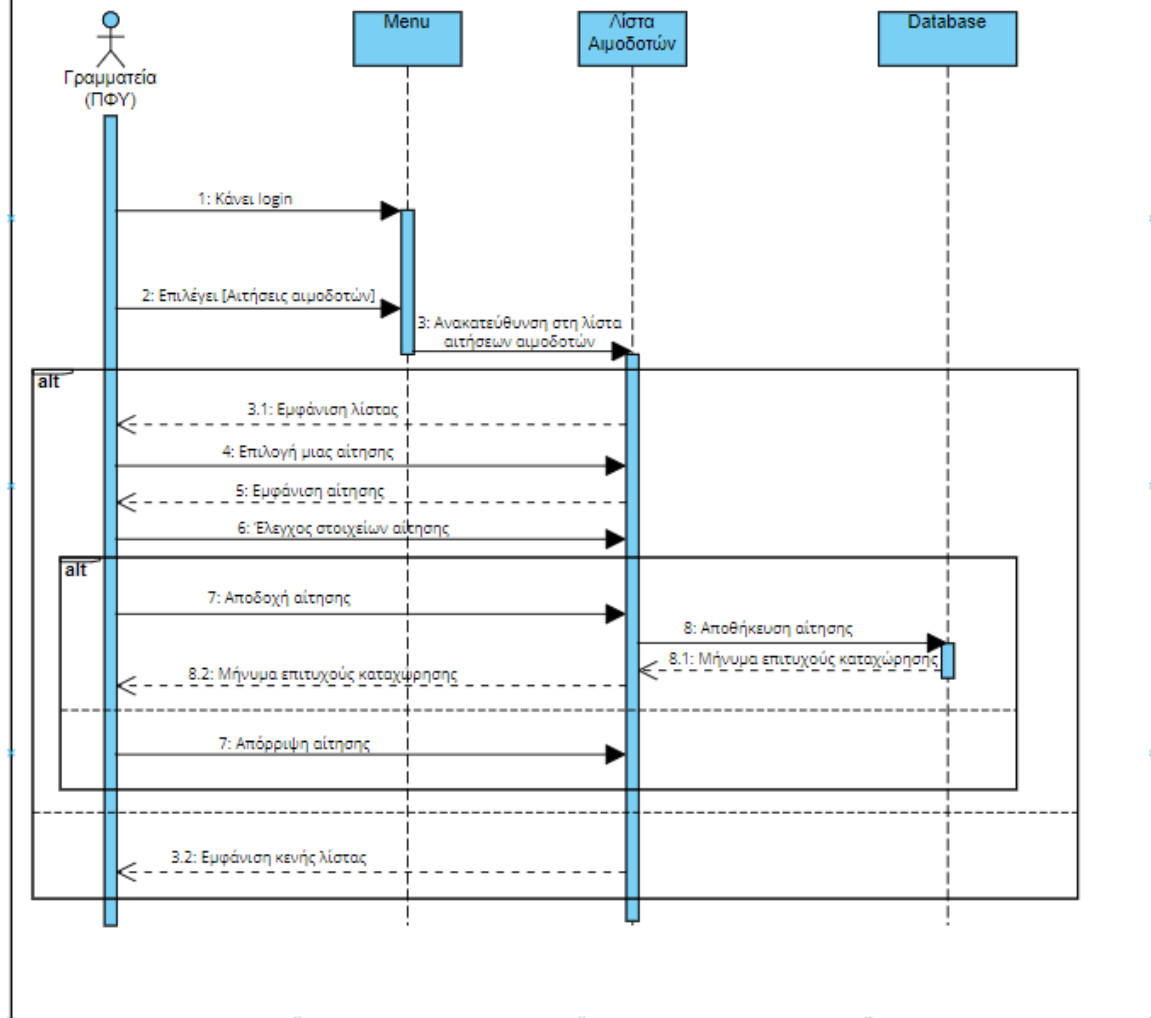 Γραμματεία
(ΠΦΥ)
Menu
Λίστα
Αιμοδοτών
Database
1: Κάνει login
2: Επιλέγει [Αιτήσεις αιμοδοτών]
3: Ανακατεύθυνση στη λίστα
αιτήσεων αιμοδοτών
alt
3.1: Εμφάνιση λίστας
4: Επιλογή μιας αίτησης
5: Εμφάνιση αίτησης
6: Έλεγχος στοιχείων αίτησης
alt
7: Αποδοχή αίτησης
8: Αποθήκευση αίτησης
8.1: Μήνυμα επιτυχούς καταχώρησης
8.2: Μήνυμα επιτυχούς καταχωρησης
7: Απόρριψη αίτησης
3.2: Εμφάνιση κενής λίστας